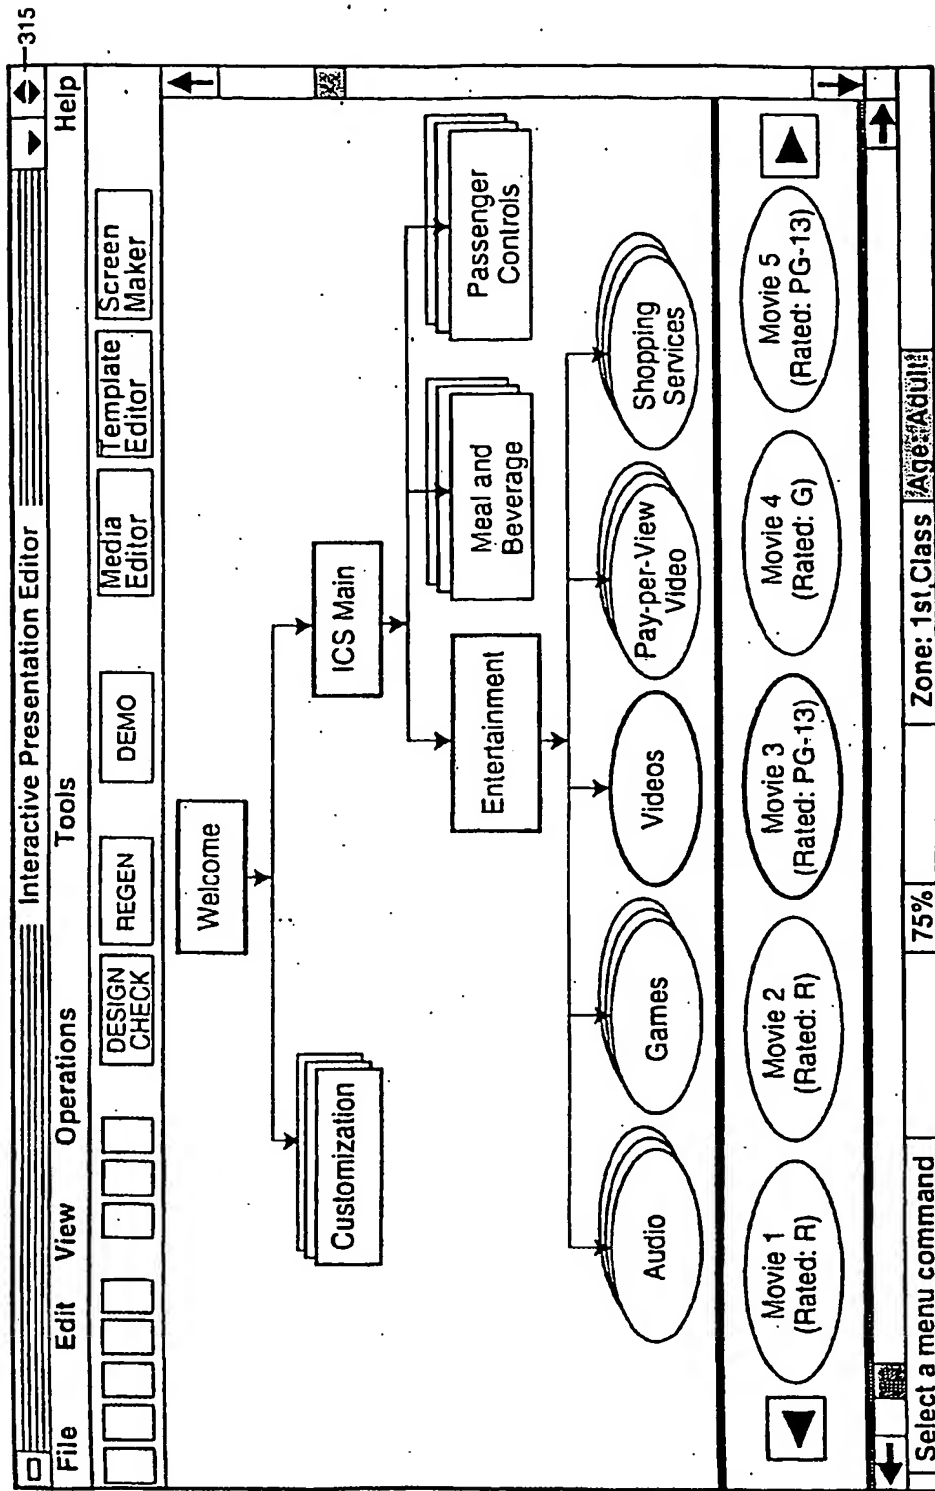 315
Interactive Presentation Editor
File Edit View Operations Tools Help
DESIGN
CHECK
REGEN
DEMO
Media
Editor
Template
Editor
Screen
Maker
Welcome
Customization
ICS Main
Entertainment
Meal and
Beverage
Passenger
Controls
Audio
Games
Videos
Pay-per-View
Video
Shopping
Services
Movie 1
(Rated: R)
Movie 2
(Rated: R)
Movie 3
(Rated: PG-13)
Movie 4
(Rated: G)
Movie 5
(Rated: PG-13)
Select a menu command 75% Zone: 1st Class Age: Adult